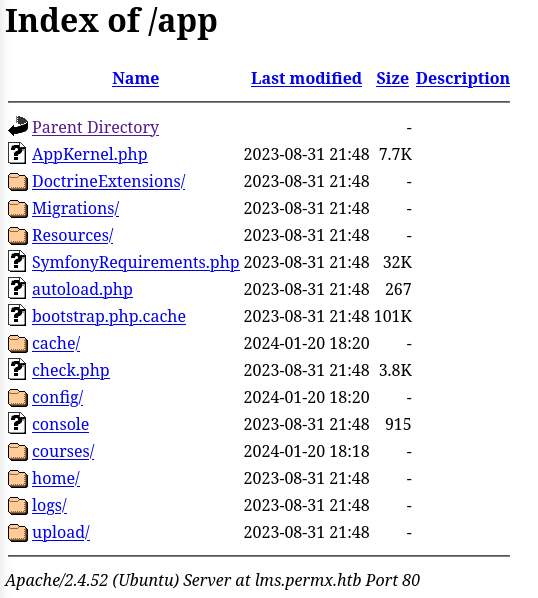 Index of /app
Name Last modified Size Description
Parent Directory -
AppKernel.php 2023-08-31 21:48 7.7K
DoctrineExtensions/ 2023-08-31 21:48 -
Migrations/ 2023-08-31 21:48 -
Resources/ 2023-08-31 21:48 -
SymfonyRequirements.php 2023-08-31 21:48 32K
autoload.php 2023-08-31 21:48 267
bootstrap.php.cache 2023-08-31 21:48 101K
cache/ 2024-01-20 18:20 -
check.php 2023-08-31 21:48 3.8K
config/ 2024-01-20 18:20 -
console 2023-08-31 21:48 915
courses/ 2024-01-20 18:18 -
home/ 2023-08-31 21:48 -
logs/ 2023-08-31 21:48 -
upload/ 2023-08-31 21:48 -
Apache/2.4.52 (Ubuntu) Server at lms.permx.htb Port 80